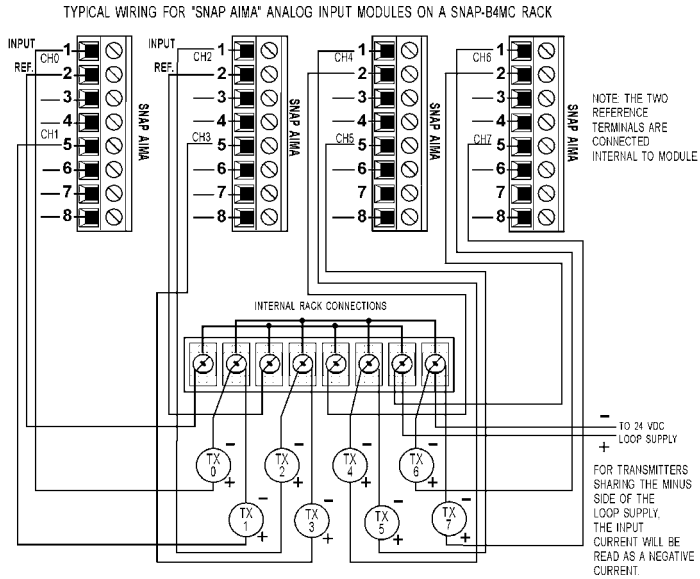 TYPICAL WIRING FOR "SNAP AIMA" ANALOG INPUT MODULES ON A SNAP-B4MC RACK
INPUT
REF.
CH0
CH1
1
2
3
4
5
6
7
8
SNAP AIMA
INPUT
REF.
CH2
CH3
1
2
3
4
5
6
7
8
SNAP AIMA
CH4
CH5
1
2
3
4
5
6
7
8
SNAP AIMA
CH6
CH7
1
2
3
4
5
6
7
8
SNAP AIMA
NOTE: THE TWO
REFERENCE
TERMINALS ARE
CONNECTED
INTERNAL TO MODULE
INTERNAL RACK CONNECTIONS
−
TO 24 VDC
LOOP SUPPLY
+
TX
0
−
+
TX
2
−
+
TX
4
−
+
TX
6
−
+
TX
1
−
+
TX
3
−
+
TX
5
−
+
TX
7
−
+
FOR TRANSMITTERS
SHARING THE MINUS
SIDE OF THE
LOOP SUPPLY,
THE INPUT
CURRENT WILL BE
READ AS A NEGATIVE
CURRENT.